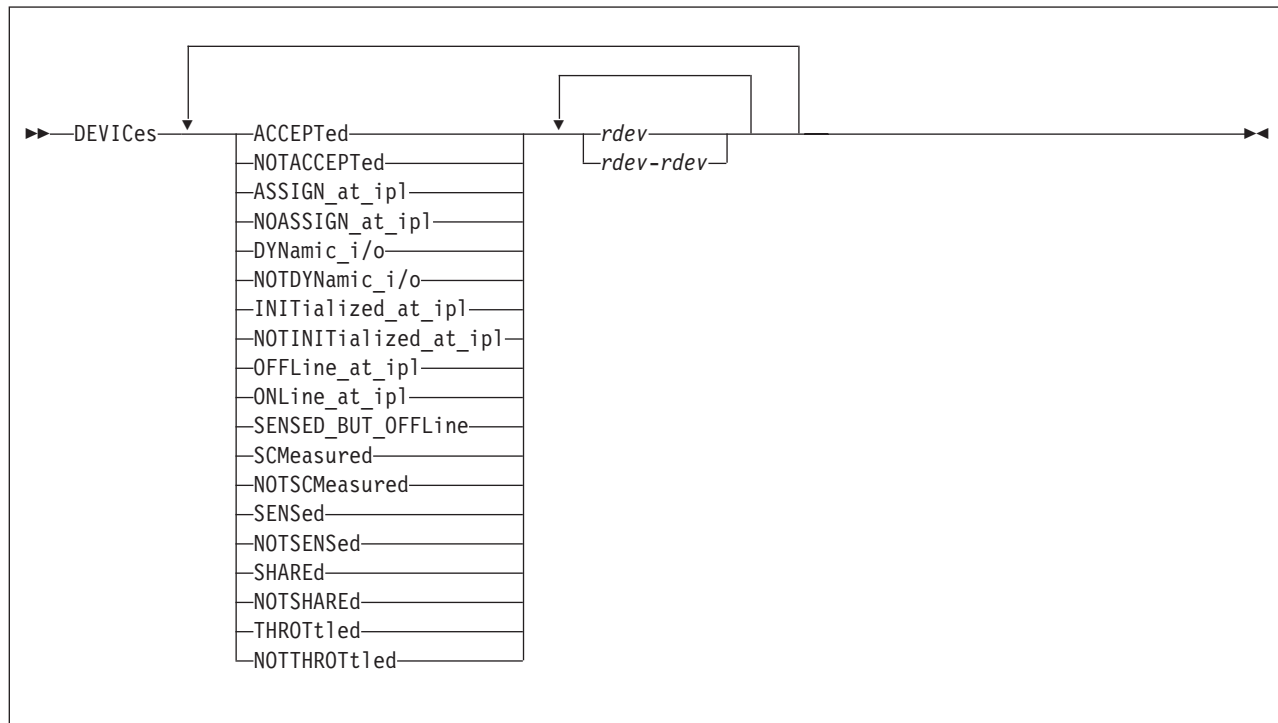 DEVICes ACCEPTed rdev
NOTACCEPTed rdev-rdev
ASSIGN_at_ipl
NOASSIGN_at_ipl
DYNamic_i/o
NOTDYNamic_i/o
INITialized_at_ipl
NOTINITialized_at_ipl
OFFLine_at_ipl
ONLine_at_ipl
SENSED_BUT_OFFLine
SCMeasured
NOTSCMeasured
SENSed
NOTSENSed
SHAREd
NOTSHAREd
THROTtled
NOTTHROTtled